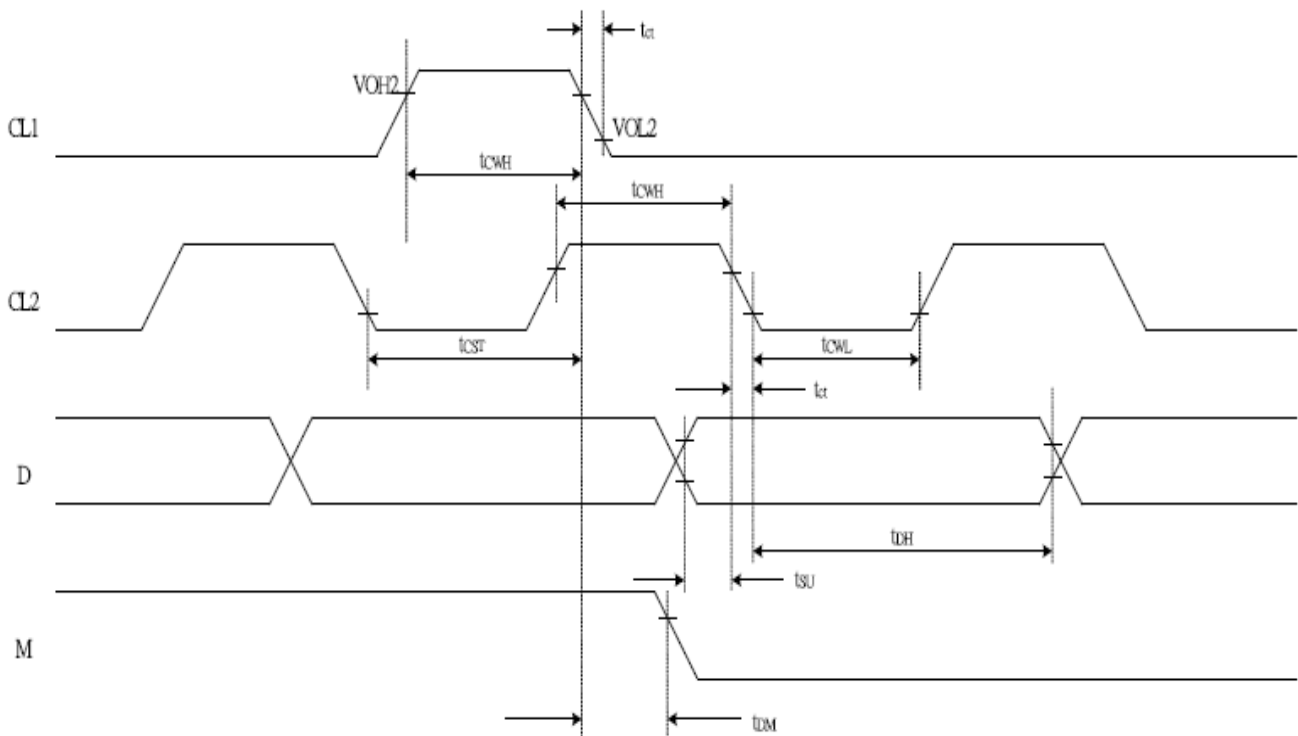 tct
VOH2
CL1
VOL2
tCWH
tCWH
CL2
tCST
tCWL
tct
D
tDH
tSU
M
tDM